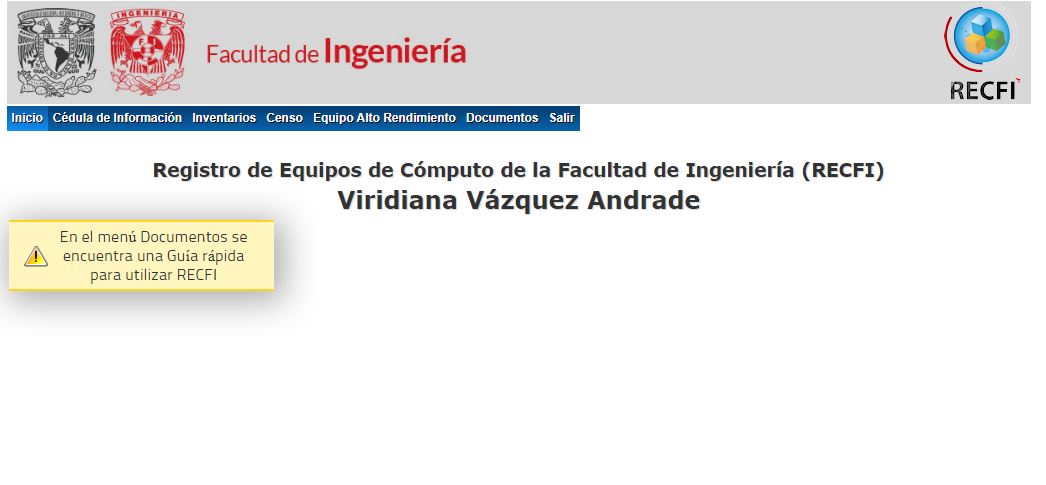 INGENIERIA
Facultad de Ingeniería
RECFI
Inicio Cédula de Información Inventarios Censo Equipo Alto Rendimiento Documentos Salir
Registro de Equipos de Cómputo de la Facultad de Ingeniería (RECFI)
Viridiana Vázquez Andrade
En el menú Documentos se
encuentra una Guía rápida
para utilizar RECFI